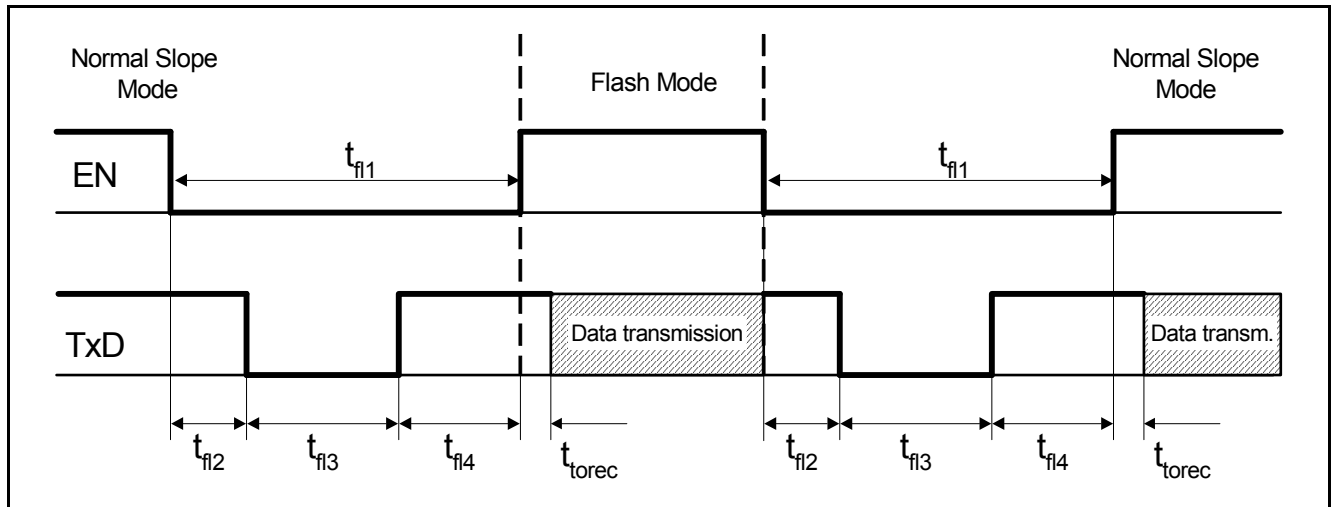 Normal Slope
Mode
Flash Mode
Normal Slope
Mode
EN
tfl1
tfl1
TxD
Data transmission
Data transm.
tfl2
tfl3
tfl4
ttorec
tfl2
tfl3
tfl4
ttorec